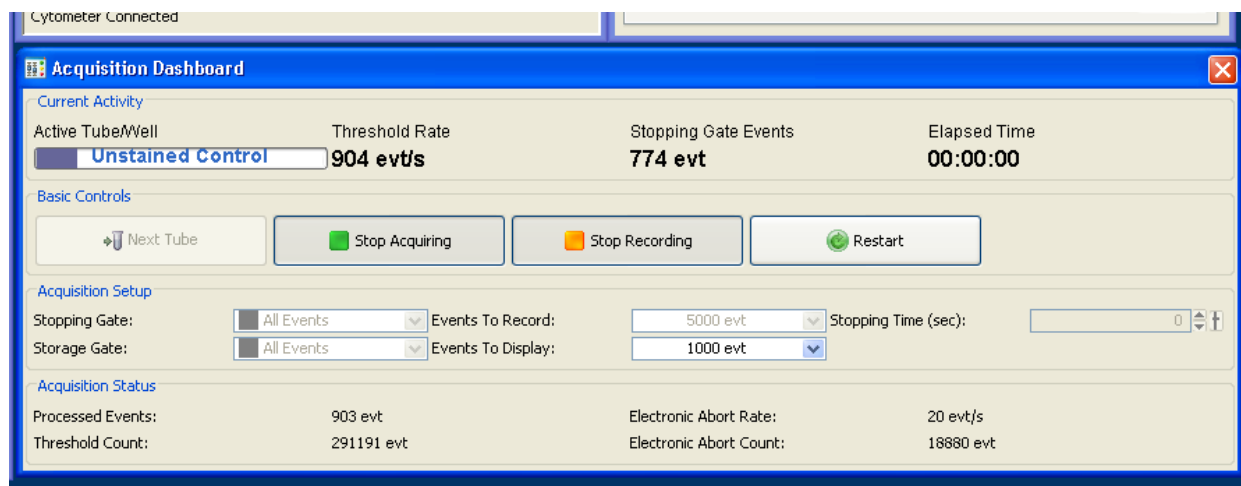 Cytometer Connected
Acquisition Dashboard
Current Activity
Active Tube/Well Threshold Rate Stopping Gate Events Elapsed Time
Unstained Control 904 evt/s 774 evt 00:00:00
Basic Controls
Next Tube Stop Acquiring Stop Recording Restart
Acquisition Setup
Stopping Gate: All Events Events To Record: 5000 evt Stopping Time (sec): 0
Storage Gate: All Events Events To Display: 1000 evt
Acquisition Status
Processed Events: 903 evt Electronic Abort Rate: 20 evt/s
Threshold Count: 291191 evt Electronic Abort Count: 18880 evt